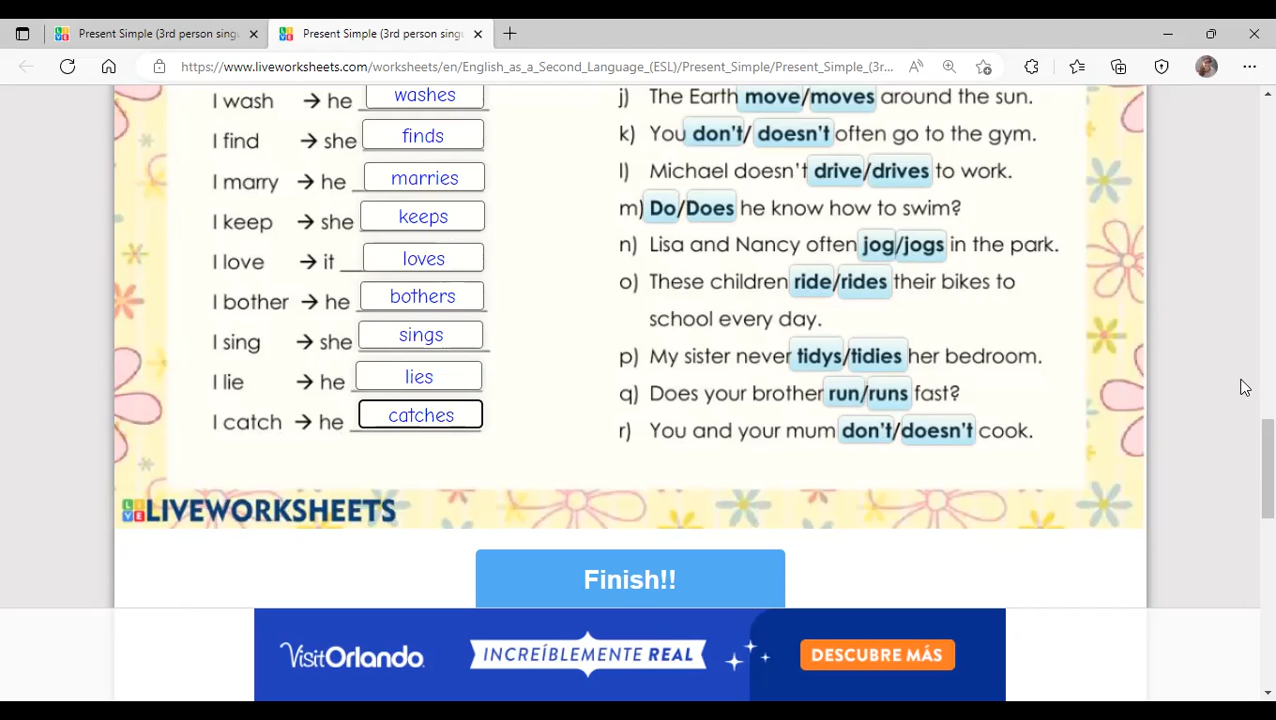 Present Simple (3rd person singu
Present Simple (3rd person singu
https://www.liveworksheets.com/worksheets/en/English_as_a_Second_Language_(ESL)/Present_Simple/Present_Simple_(3r...
I wash → he washes
I find → she finds
I marry → he marries
I keep → she keeps
I love → it loves
I bother → he bothers
I sing → she sings
I lie → he lies
I catch → he catches
j) The Earth move/moves around the sun.
k) You don't/ doesn't often go to the gym.
l) Michael doesn't drive/drives to work.
m) Do/Does he know how to swim?
n) Lisa and Nancy often jog/jogs in the park.
o) These children ride/rides their bikes to
school every day.
p) My sister never tidys/tidies her bedroom.
q) Does your brother run/runs fast?
r) You and your mum don't/doesn't cook.
LIVE LIVEWORKSHEETS
Finish!!
VISITORLANDO. INCREÍBLEMENTE REAL DESCUBRE MÁS